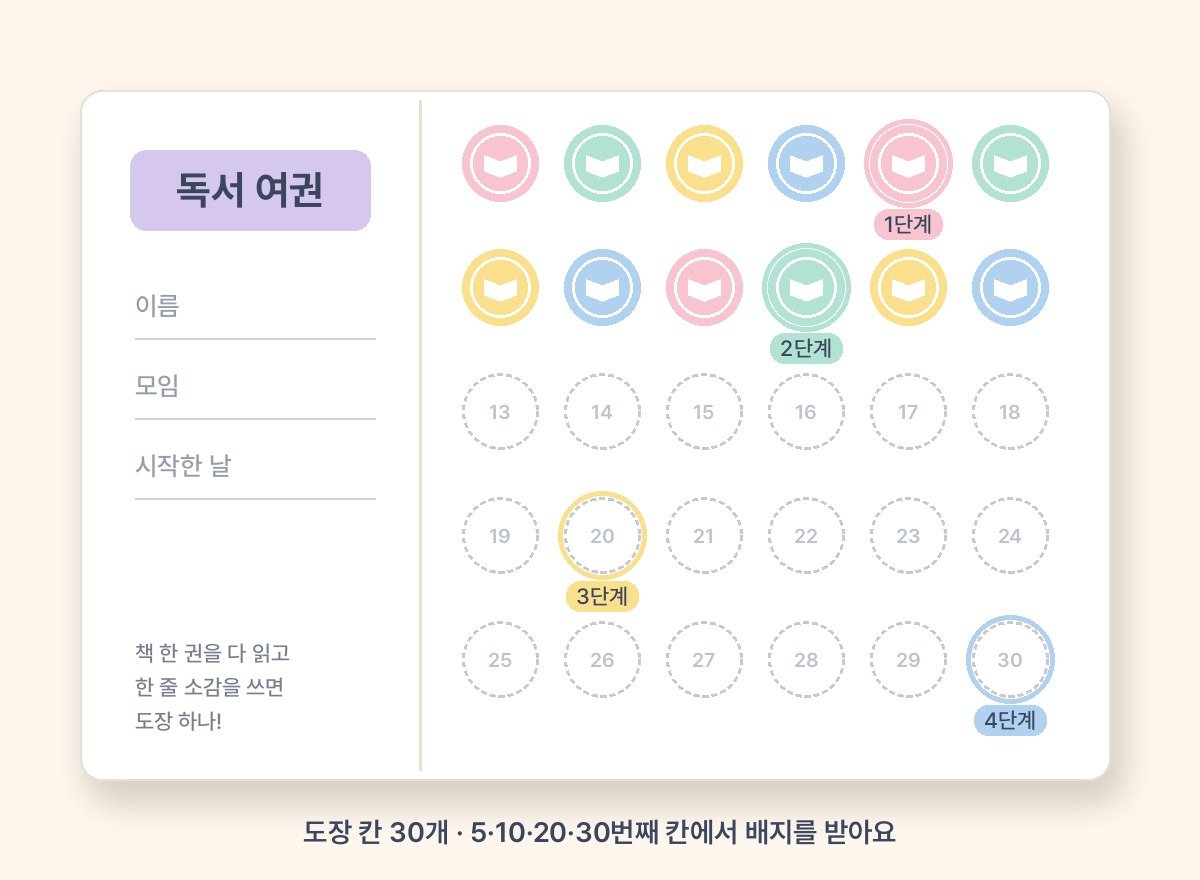 독서 여권
이름
모임
시작한 날
책 한 권을 다 읽고
한 줄 소감을 쓰면
도장 하나!
1단계
2단계
13 14 15 16 17 18
19 20 21 22 23 24
3단계
25 26 27 28 29 30
4단계
도장 칸 30개 · 5·10·20·30번째 칸에서 배지를 받아요